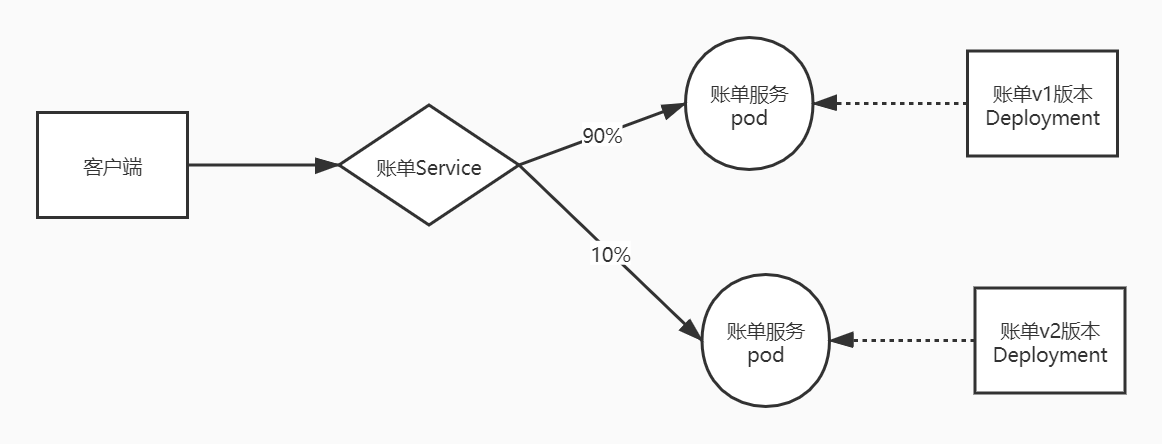 客户端
账单Service
90%
10%
账单服务
pod
账单v1版本
Deployment
账单服务
pod
账单v2版本
Deployment